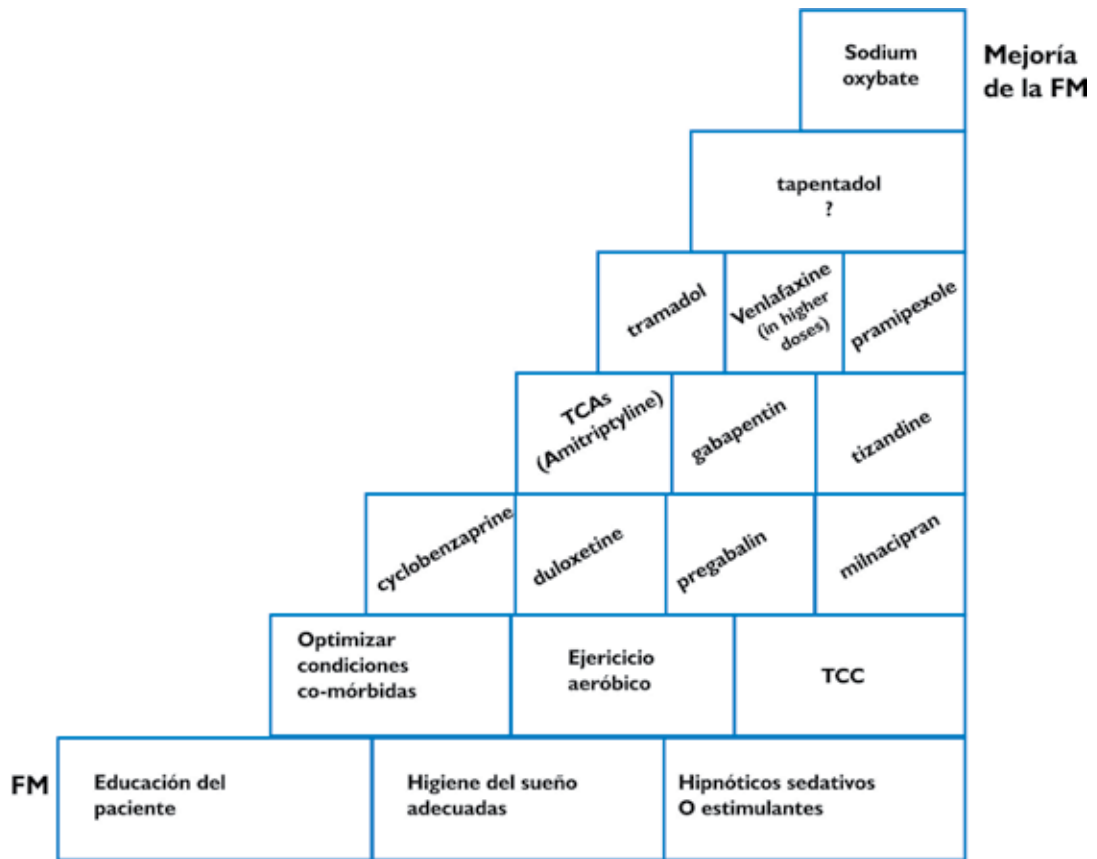 Sodium
oxybate
Mejoría
de la FM
tapentadol
?
tramadol
Venlafaxine
(in higher
doses)
pramipexole
TCAs
(Amitriptyline)
gabapentin
tizandine
cyclobenzaprine
duloxetine
pregabalin
milnacipran
Optimizar
condiciones
co-mórbidas
Ejericicio
aeróbico
TCC
FM
Educación del
paciente
Higiene del sueño
adecuadas
Hipnóticos sedativos
O estimulantes